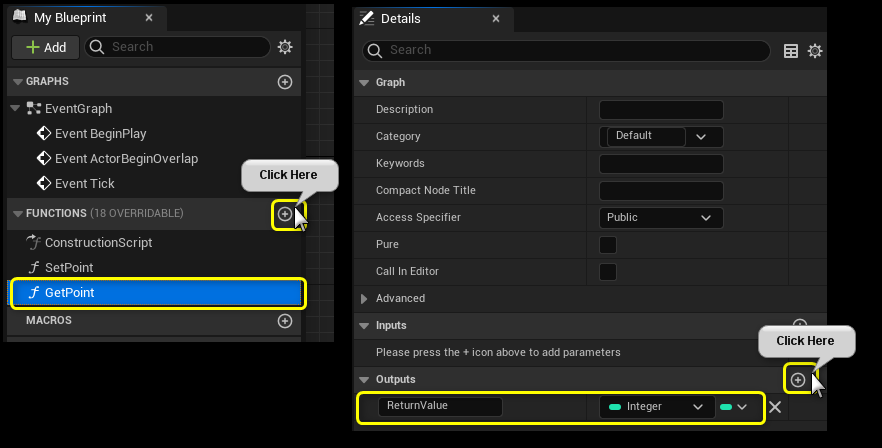 My Blueprint
Add
Search
GRAPHS
EventGraph
Event BeginPlay
Event ActorBeginOverlap
Event Tick
Click Here
FUNCTIONS (18 OVERRIDABLE)
ConstructionScript
SetPoint
GetPoint
MACROS
Details
Search
Graph
Description
Category Default
Keywords
Compact Node Title
Access Specifier Public
Pure
Call In Editor
Advanced
Inputs
Click Here
Please press the + icon above to add parameters
Outputs
ReturnValue Integer